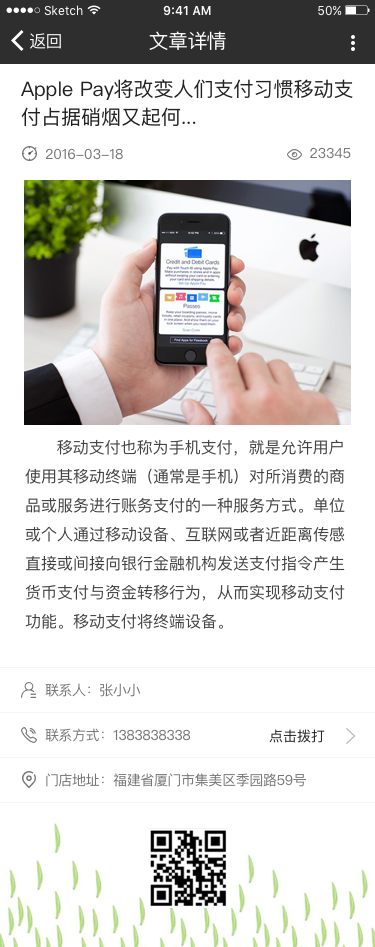 Sketch 9:41 AM 50%
返回 文章详情
Apple Pay将改变人们支付习惯移动支
付占据硝烟又起何...
2016-03-18 23345
Credit and Debit Cards
Passes
移动支付也称为手机支付，就是允许用户
使用其移动终端（通常是手机）对所消费的商
品或服务进行账务支付的一种服务方式。单位
或个人通过移动设备、互联网或者近距离传感
直接或间接向银行金融机构发送支付指令产生
货币支付与资金转移行为，从而实现移动支付
功能。移动支付将终端设备。
联系人：张小小
联系方式：1383838338 点击拨打
门店地址：福建省厦门市集美区季园路59号